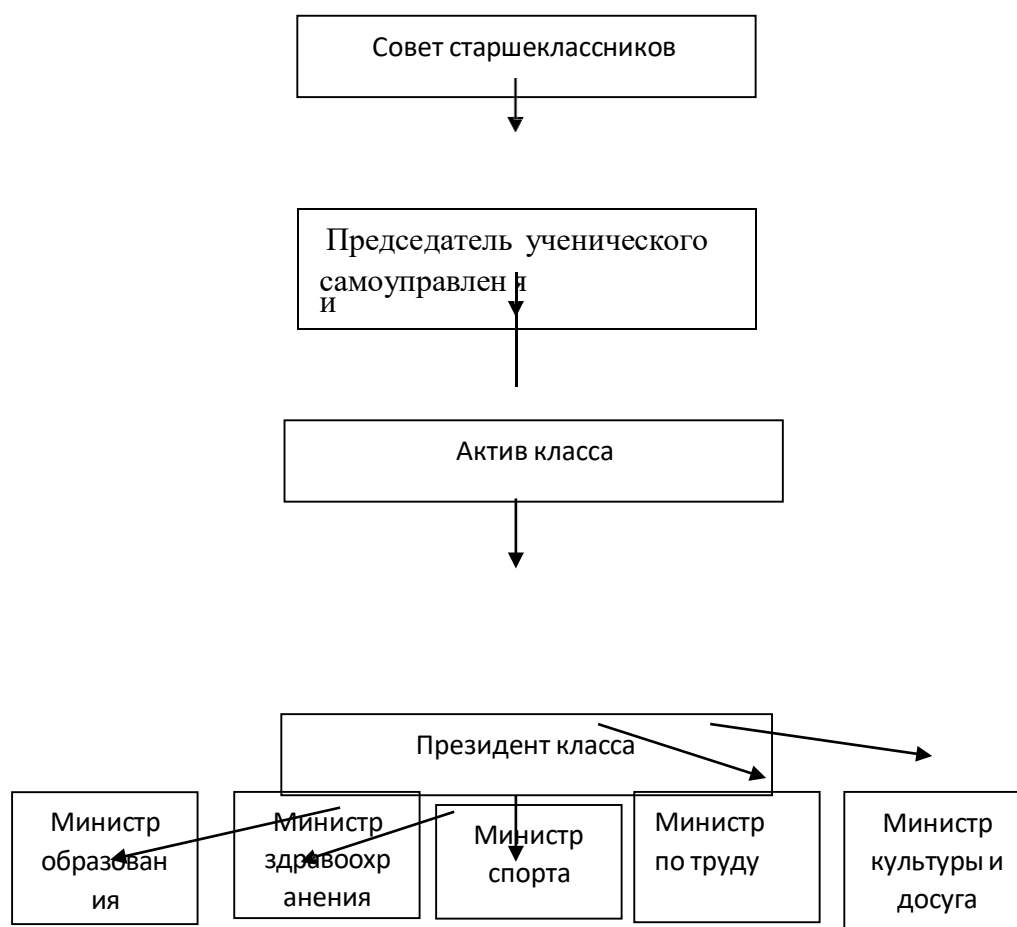 Совет старшеклассников
Председатель ученического
самоуправлен я
и
Актив класса
Президент класса
Министр
образован
ия
Министр
здравоохр
анения
Министр
спорта
Министр
по труду
Министр
культуры и
досуга